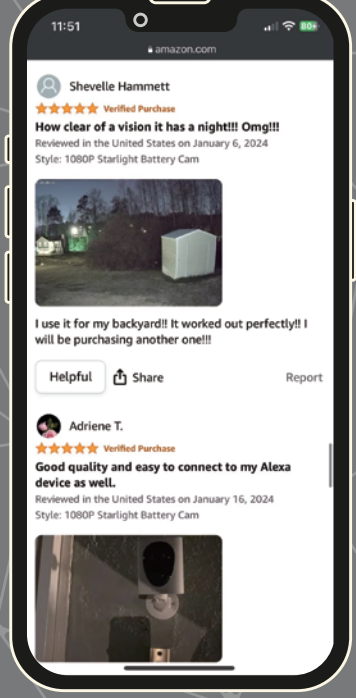 11:51
80+
amazon.com
Shevelle Hammett
Verified Purchase
How clear of a vision it has a night!!! Omg!!!
Reviewed in the United States on January 6, 2024
Style: 1080P Starlight Battery Cam
I use it for my backyard!! It worked out perfectly!! I
will be purchasing another one!!!
Helpful
Share
Report
Adriene T.
Verified Purchase
Good quality and easy to connect to my Alexa
device as well.
Reviewed in the United States on January 16, 2024
Style: 1080P Starlight Battery Cam